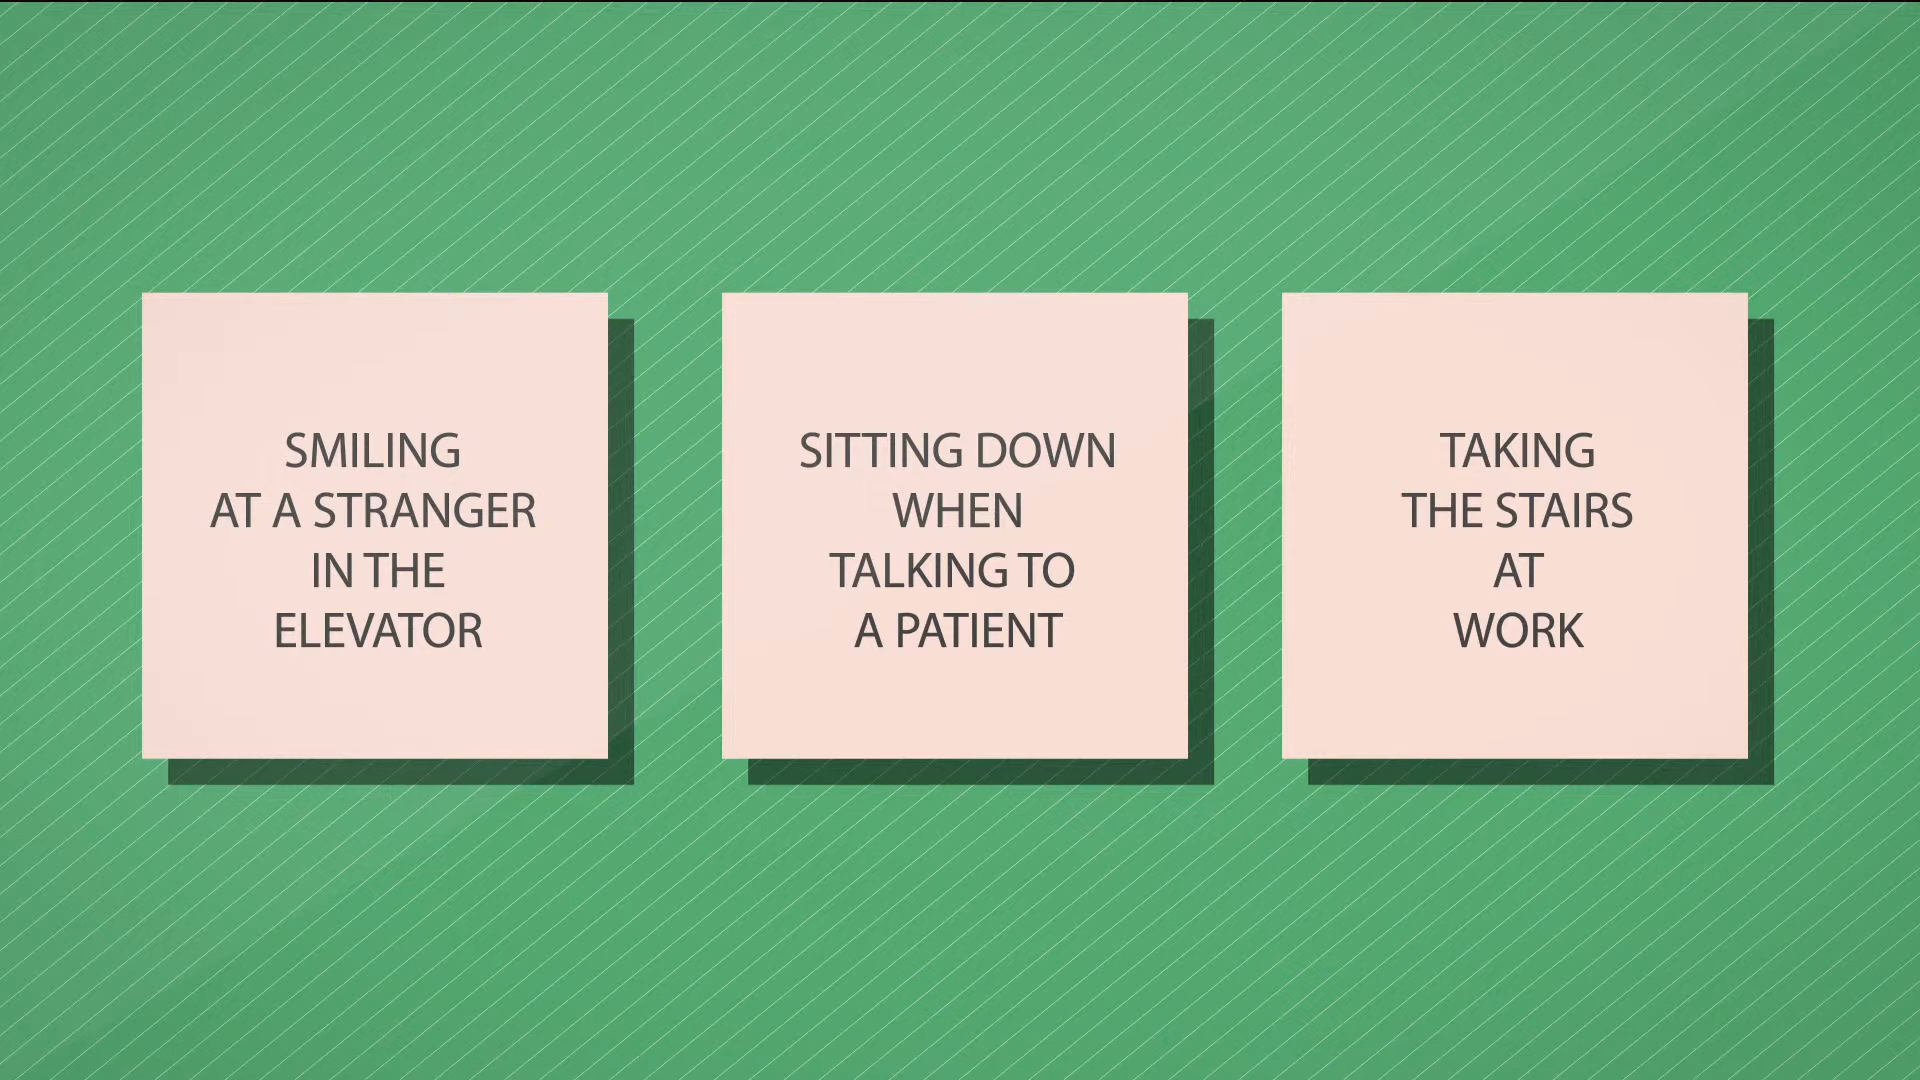 SMILING
AT A STRANGER
IN THE
ELEVATOR
SITTING DOWN
WHEN
TALKING TO
A PATIENT
TAKING
THE STAIRS
AT
WORK